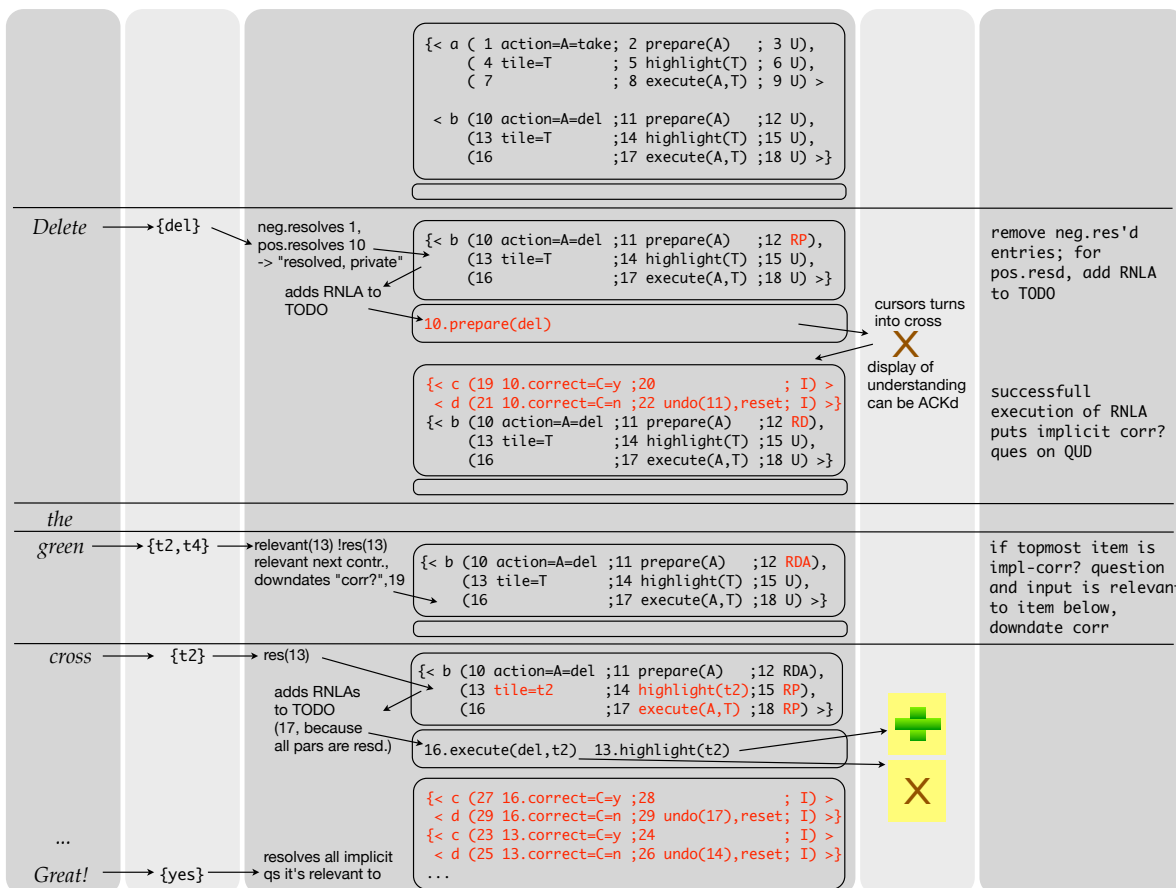 {< a ( 1 action=A=take; 2 prepare(A)   ; 3 U),
( 4 tile=T        ; 5 highlight(T) ; 6 U),
( 7               ; 8 execute(A,T) ; 9 U) >
< b (10 action=A=del ;11 prepare(A)   ;12 U),
(13 tile=T        ;14 highlight(T) ;15 U),
(16               ;17 execute(A,T) ;18 U) >}
Delete
{del}
neg.resolves 1,
pos.resolves 10
-> "resolved, private"
{< b (10 action=A=del ;11 prepare(A)   ;12 RP),
(13 tile=T        ;14 highlight(T) ;15 U),
(16               ;17 execute(A,T) ;18 U) >}
remove neg.res'd
entries; for
pos.resd, add RNLA
to TODO
adds RNLA to
TODO
10.prepare(del)
cursors turns
into cross
display of
understanding
can be ACKd
{< c (19 10.correct=C=y ;20               ; I) >
< d (21 10.correct=C=n ;22 undo(11),reset; I) >}
{< b (10 action=A=del ;11 prepare(A)   ;12 RD),
(13 tile=T        ;14 highlight(T) ;15 U),
(16               ;17 execute(A,T) ;18 U) >}
successfull
execution of RNLA
puts implicit corr?
ques on QUD
the
green
{t2,t4}
relevant(13) !res(13)
relevant next contr.,
downdates "corr?",19
{< b (10 action=A=del ;11 prepare(A)   ;12 RDA),
(13 tile=T        ;14 highlight(T) ;15 U),
(16               ;17 execute(A,T) ;18 U) >}
if topmost item is
impl-corr? question
and input is relevant
to item below,
downdate corr
cross
{t2}
res(13)
{< b (10 action=A=del ;11 prepare(A)   ;12 RDA),
(13 tile=t2       ;14 highlight(t2);15 RP),
(16               ;17 execute(A,T) ;18 RP) >}
adds RNLAs
to TODO
(17, because
all pars are resd.)
16.execute(del,t2)  13.highlight(t2)
{< c (27 16.correct=C=y ;28               ; I) >
< d (29 16.correct=C=n ;29 undo(17),reset; I) >}
{< c (23 13.correct=C=y ;24               ; I) >
< d (25 13.correct=C=n ;26 undo(14),reset; I) >}
...
...
Great!
{yes}
resolves all implicit
qs it's relevant to